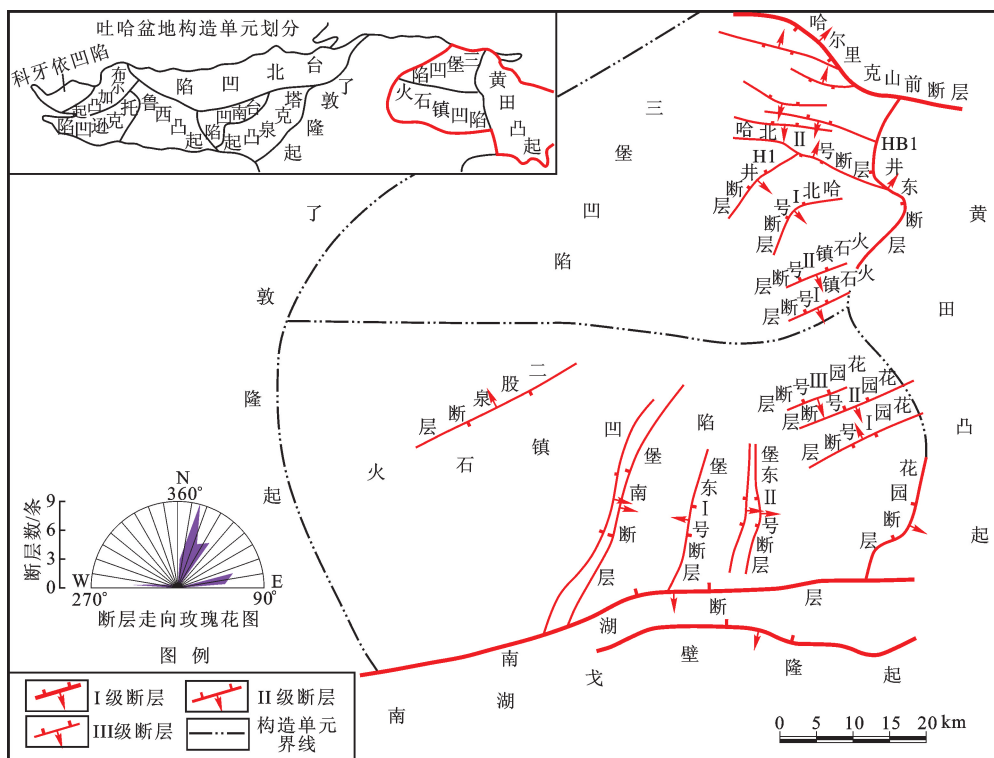 吐哈盆地构造单元划分
科牙依凹陷
布尔加凸起
托克逊凹陷
鲁西凸起
台北凹陷
台南凹陷
塔克泉凸起
了敦隆起
三堡凹陷
火石镇凹陷
黄田凸起
哈尔里克山前断层
三堡凹陷
哈北II号断层
HB1井东断层
H1井断层
哈北I号断层
火石镇II号断层
火石镇I号断层
了敦隆起
黄田凸起
二股泉断层
火石镇凹陷
花园III号断层
花园II号断层
花园I号断层
堡南断层
堡东I号断层
堡东II号断层
花园断层
南湖断层
南湖戈壁隆起
断层数/条
9
6
3
0
N
360°
W
270°
E
90°
断层走向玫瑰花图
图 例
I级断层
II级断层
III级断层
构造单元界线
0 5 10 15 20 km